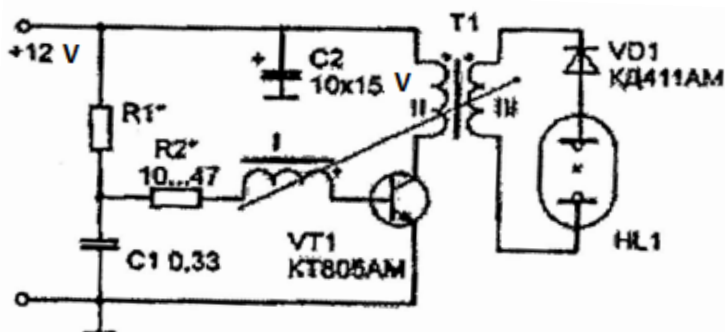 T1
+12 V
C2
10x15 V
VD1
КД411АМ
R1*
R2*
10...47
I
II
III
C1 0,33
VT1
КТ805АМ
HL1